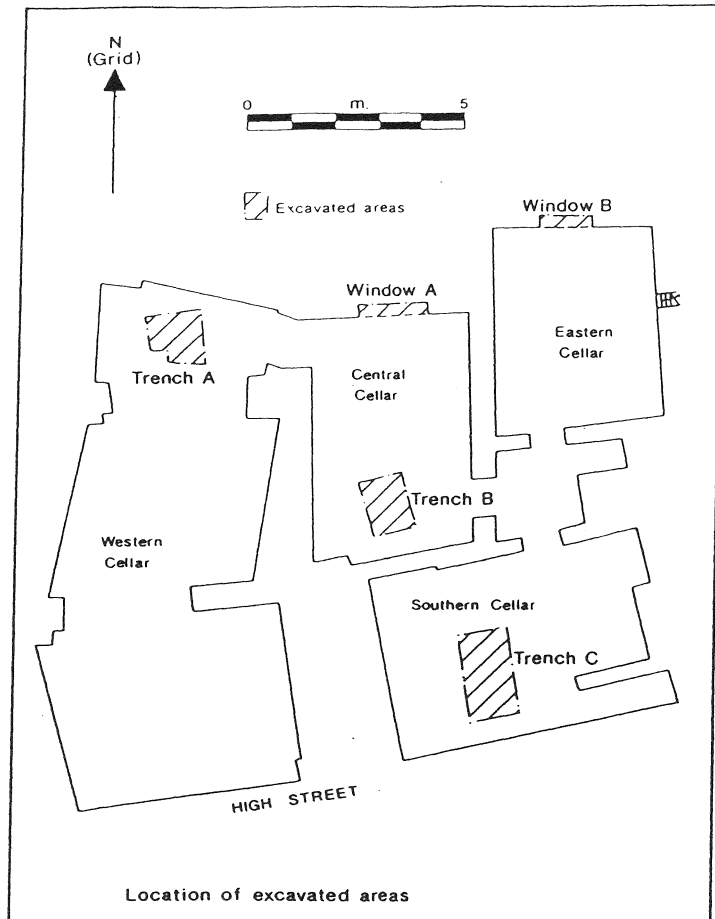 N
(Grid)
0 m. 5
Excavated areas
Window B
Window A
Eastern
Cellar
Trench A
Central
Cellar
Trench B
Western
Cellar
Southern Cellar
Trench C
HIGH STREET
Location of excavated areas